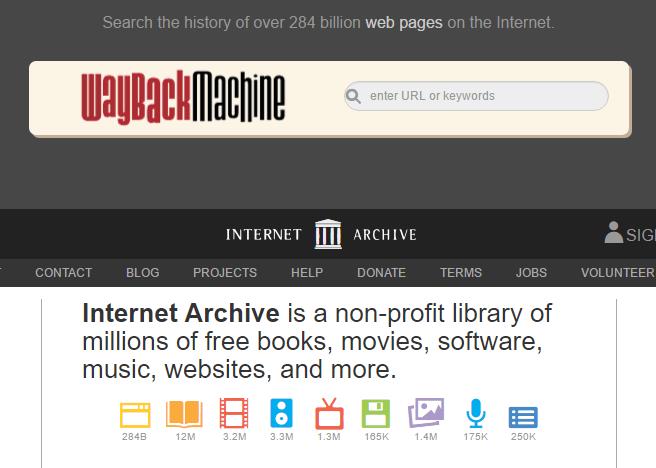 Search the history of over 284 billion web pages on the Internet.
WayBackMachine
enter URL or keywords
INTERNET ARCHIVE
CONTACT BLOG PROJECTS HELP DONATE TERMS JOBS VOLUNTEER
Internet Archive is a non-profit library of
millions of free books, movies, software,
music, websites, and more.
284B 12M 3.2M 3.3M 1.3M 165K 1.4M 175K 250K